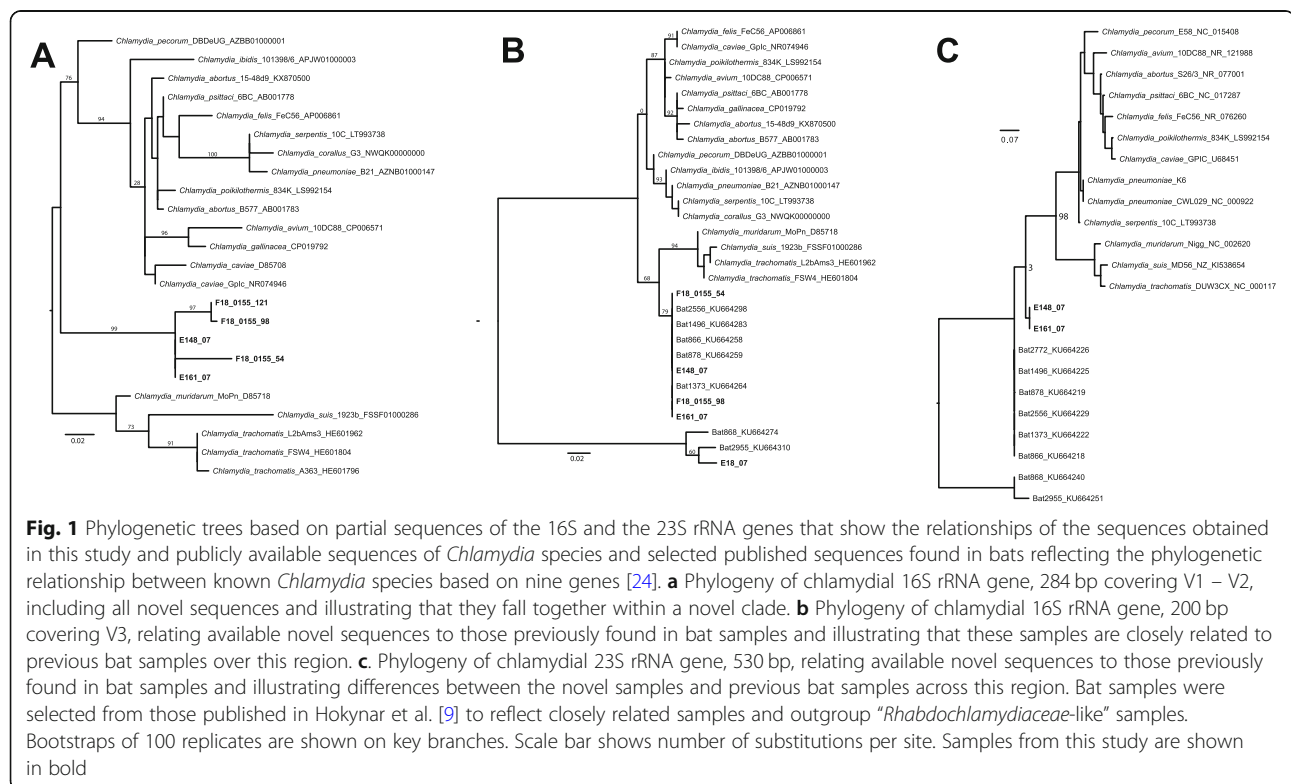 A
Chlamydia_pecorum_DBDeUG_AZBB01000001
76
Chlamydia_ibidis_101398/6_APJW01000003
Chlamydia_abortus_15-48d9_KX870500
Chlamydia_psittaci_6BC_AB001778
94
Chlamydia_felis_FeC56_AP006861
Chlamydia_serpentis_10C_LT993738
100
Chlamydia_corallus_G3_NWQK00000000
Chlamydia_pneumoniae_B21_AZNB01000147
28
Chlamydia_poikilothermis_834K_LS992154
Chlamydia_abortus_B577_AB001783
Chlamydia_avium_10DC88_CP006571
96
Chlamydia_gallinacea_CP019792
Chlamydia_caviae_D85708
Chlamydia_caviae_GpIc_NR074946
F18_0155_121
97
F18_0155_98
99
E148_07
F18_0155_54
E161_07
Chlamydia_muridarum_MoPn_D85718
Chlamydia_suis_1923b_FSSF01000286
73
Chlamydia_trachomatis_L2bAms3_HE601962
0.02
91
Chlamydia_trachomatis_FSW4_HE601804
Chlamydia_trachomatis_A363_HE601796
B
Chlamydia_felis_FeC56_AP006861
91
Chlamydia_caviae_GpIc_NR074946
87
Chlamydia_poikilothermis_834K_LS992154
Chlamydia_avium_10DC88_CP006571
Chlamydia_psittaci_6BC_AB001778
Chlamydia_gallinacea_CP019792
92
0
Chlamydia_abortus_15-48d9_KX870500
Chlamydia_abortus_B577_AB001783
Chlamydia_pecorum_DBDeUG_AZBB01000001
Chlamydia_ibidis_101398/6_APJW01000003
93
Chlamydia_pneumoniae_B21_AZNB01000147
Chlamydia_serpentis_10C_LT993738
Chlamydia_corallus_G3_NWQK00000000
Chlamydia_muridarum_MoPn_D85718
94
Chlamydia_suis_1923b_FSSF01000286
Chlamydia_trachomatis_L2bAms3_HE601962
68
Chlamydia_trachomatis_FSW4_HE601804
F18_0155_54
79
Bat2556_KU664298
Bat1496_KU664283
Bat866_KU664258
Bat878_KU664259
E148_07
Bat1373_KU664264
F18_0155_98
E161_07
Bat868_KU664274
Bat2955_KU664310
60
0.02
E18_07
C
Chlamydia_pecorum_E58_NC_015408
Chlamydia_avium_10DC88_NR_121988
Chlamydia_abortus_S26/3_NR_077001
Chlamydia_psittaci_6BC_NC_017287
Chlamydia_felis_FeC56_NR_076260
0.07
Chlamydia_poikilothermis_834K_LS992154
Chlamydia_caviae_GPIC_U68451
Chlamydia_pneumoniae_K6
Chlamydia_pneumoniae_CWL029_NC_000922
98
Chlamydia_serpentis_10C_LT993738
Chlamydia_muridarum_Nigg_NC_002620
Chlamydia_suis_MD56_NZ_KI538654
3
Chlamydia_trachomatis_DUW3CX_NC_000117
E148_07
E161_07
Bat2772_KU664226
Bat1496_KU664225
Bat878_KU664219
Bat2556_KU664229
Bat1373_KU664222
Bat866_KU664218
Bat868_KU664240
Bat2955_KU664251
Fig. 1 Phylogenetic trees based on partial sequences of the 16S and the 23S rRNA genes that show the relationships of the sequences obtained
in this study and publicly available sequences of Chlamydia species and selected published sequences found in bats reflecting the phylogenetic
relationship between known Chlamydia species based on nine genes [24]. a Phylogeny of chlamydial 16S rRNA gene, 284 bp covering V1 – V2,
including all novel sequences and illustrating that they fall together within a novel clade. b Phylogeny of chlamydial 16S rRNA gene, 200 bp
covering V3, relating available novel sequences to those previously found in bat samples and illustrating that these samples are closely related to
previous bat samples over this region. c. Phylogeny of chlamydial 23S rRNA gene, 530 bp, relating available novel sequences to those previously
found in bat samples and illustrating differences between the novel samples and previous bat samples across this region. Bat samples were
selected from those published in Hokynar et al. [9] to reflect closely related samples and outgroup “Rhabdochlamydiaceae-like” samples.
Bootstraps of 100 replicates are shown on key branches. Scale bar shows number of substitutions per site. Samples from this study are shown
in bold